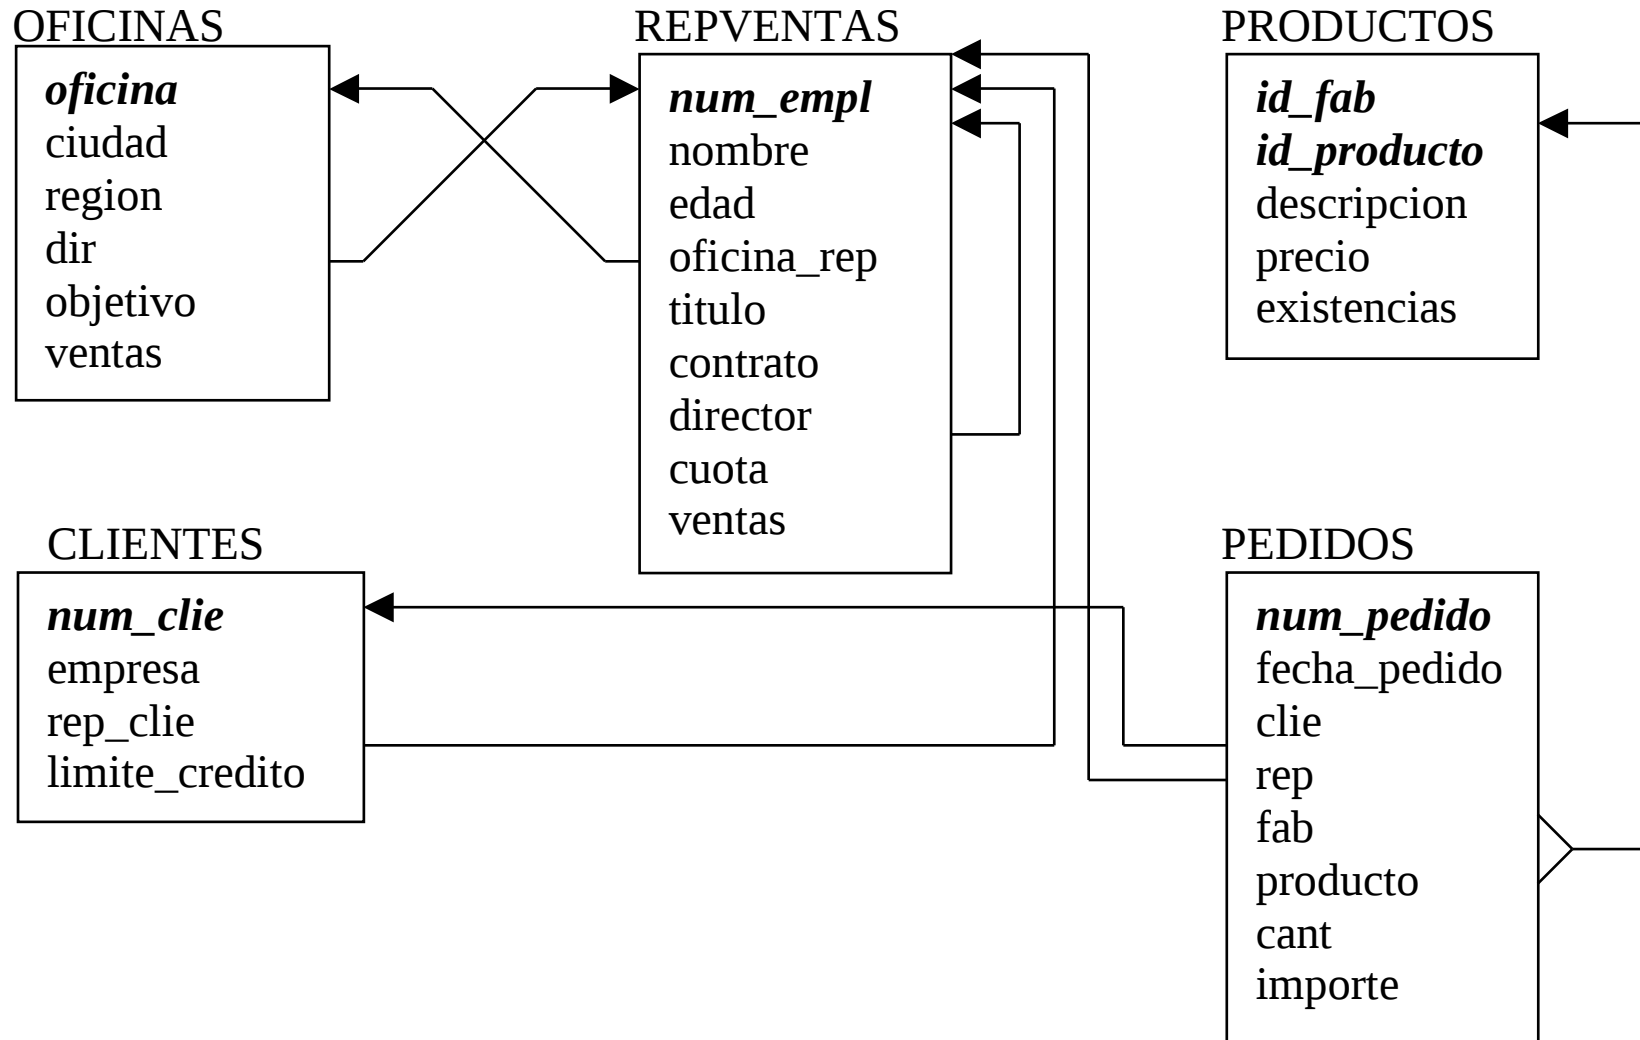 OFICINAS
oficina
ciudad
region
dir
objetivo
ventas
REPVENTAS
num_empl
nombre
edad
oficina_rep
titulo
contrato
director
cuota
ventas
PRODUCTOS
id_fab
id_producto
descripcion
precio
existencias
CLIENTES
num_clie
empresa
rep_clie
limite_credito
PEDIDOS
num_pedido
fecha_pedido
clie
rep
fab
producto
cant
importe